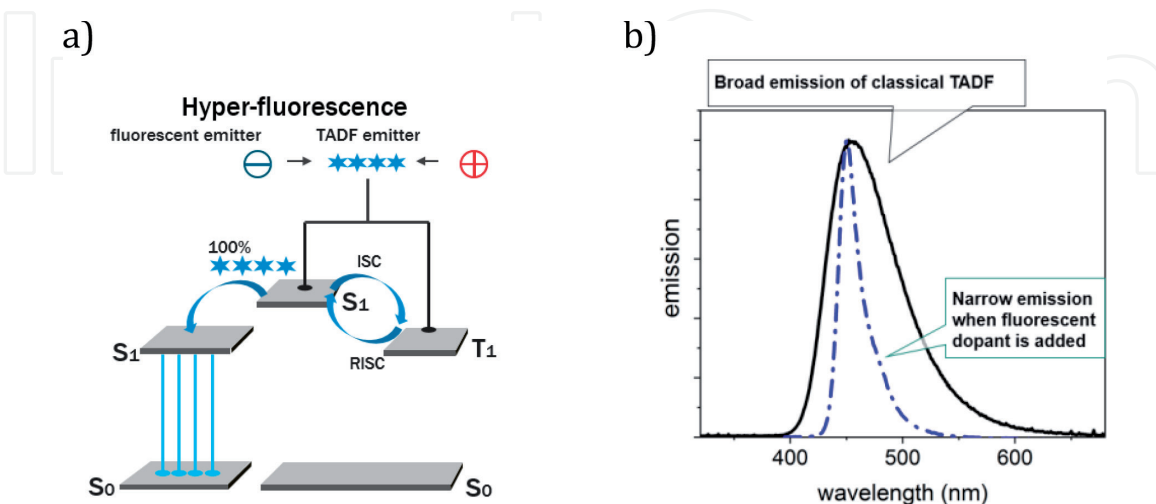 a)
Hyper-fluorescence
fluorescent emitter TADF emitter
100%
ISC
S1
S1
T1
RISC
S0
S0
b)
Broad emission of classical TADF
emission
Narrow emission
when fluorescent
dopant is added
400 500 600
wavelength (nm)